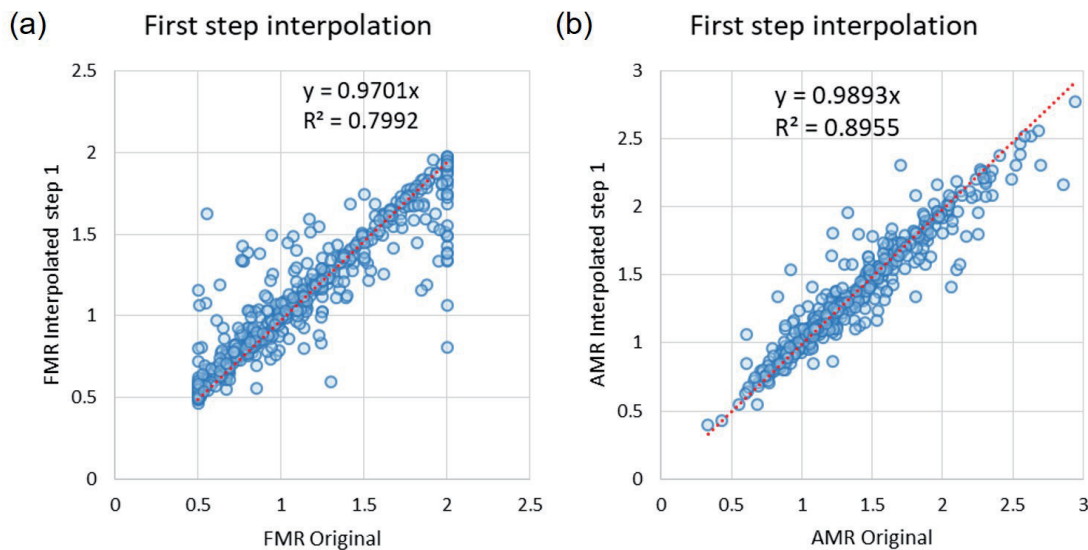 (a) First step interpolation
y = 0.9701x
R² = 0.7992
FMR Interpolated step 1
2.5
2
1.5
1
0.5
0
0 0.5 1 1.5 2 2.5
FMR Original
(b) First step interpolation
y = 0.9893x
R² = 0.8955
AMR Interpolated step 1
3
2.5
2
1.5
1
0.5
0
0 0.5 1 1.5 2 2.5 3
AMR Original